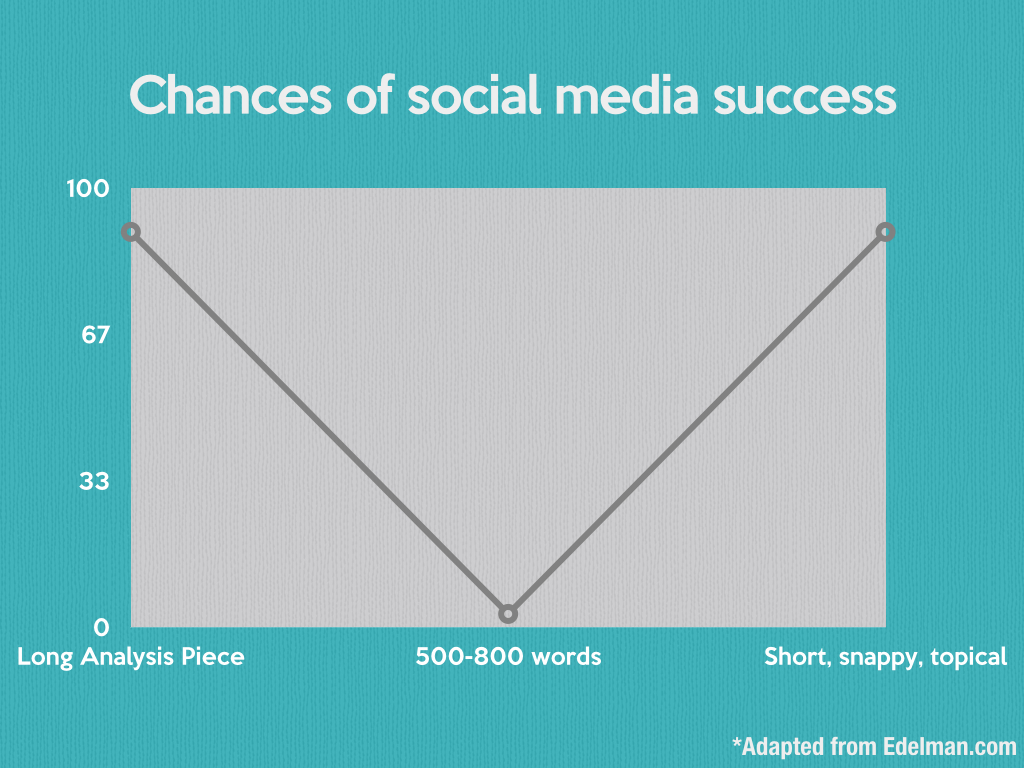 Chances of social media success
100
67
33
0
Long Analysis Piece
500-800 words
Short, snappy, topical
*Adapted from Edelman.com